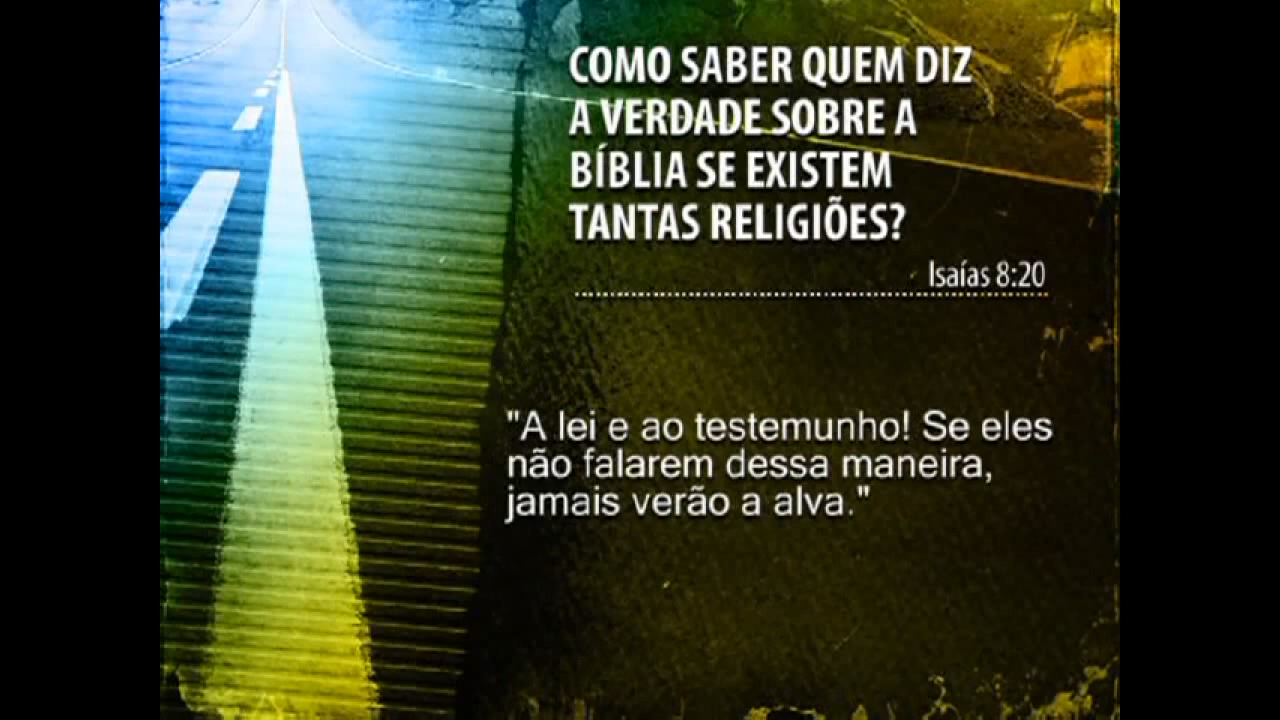 COMO SABER QUEM DIZ
A VERDADE SOBRE A
BÍBLIA SE EXISTEM
TANTAS RELIGIÕES?
Isaías 8:20
"A lei e ao testemunho! Se eles
não falarem dessa maneira,
jamais verão a alva."